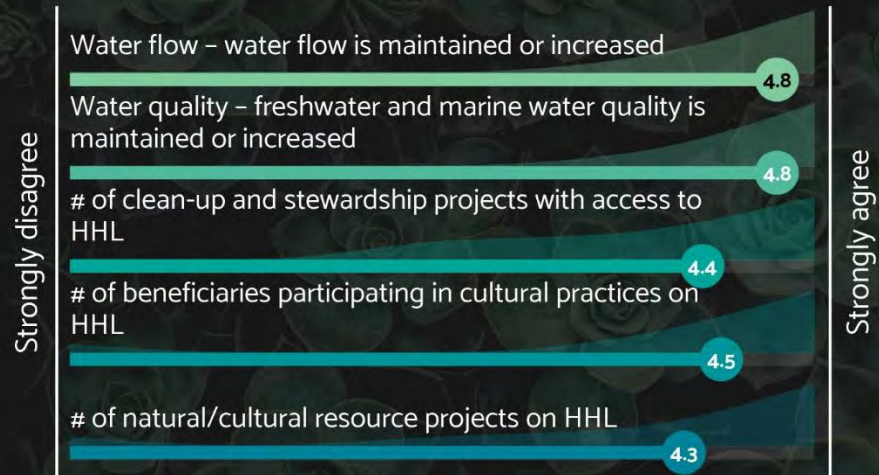 Strongly disagree
Water flow – water flow is maintained or increased
4.8
Water quality – freshwater and marine water quality is
maintained or increased
4.8
# of clean-up and stewardship projects with access to
HHL
4.4
# of beneficiaries participating in cultural practices on
HHL
4.5
# of natural/cultural resource projects on HHL
4.3
Strongly agree